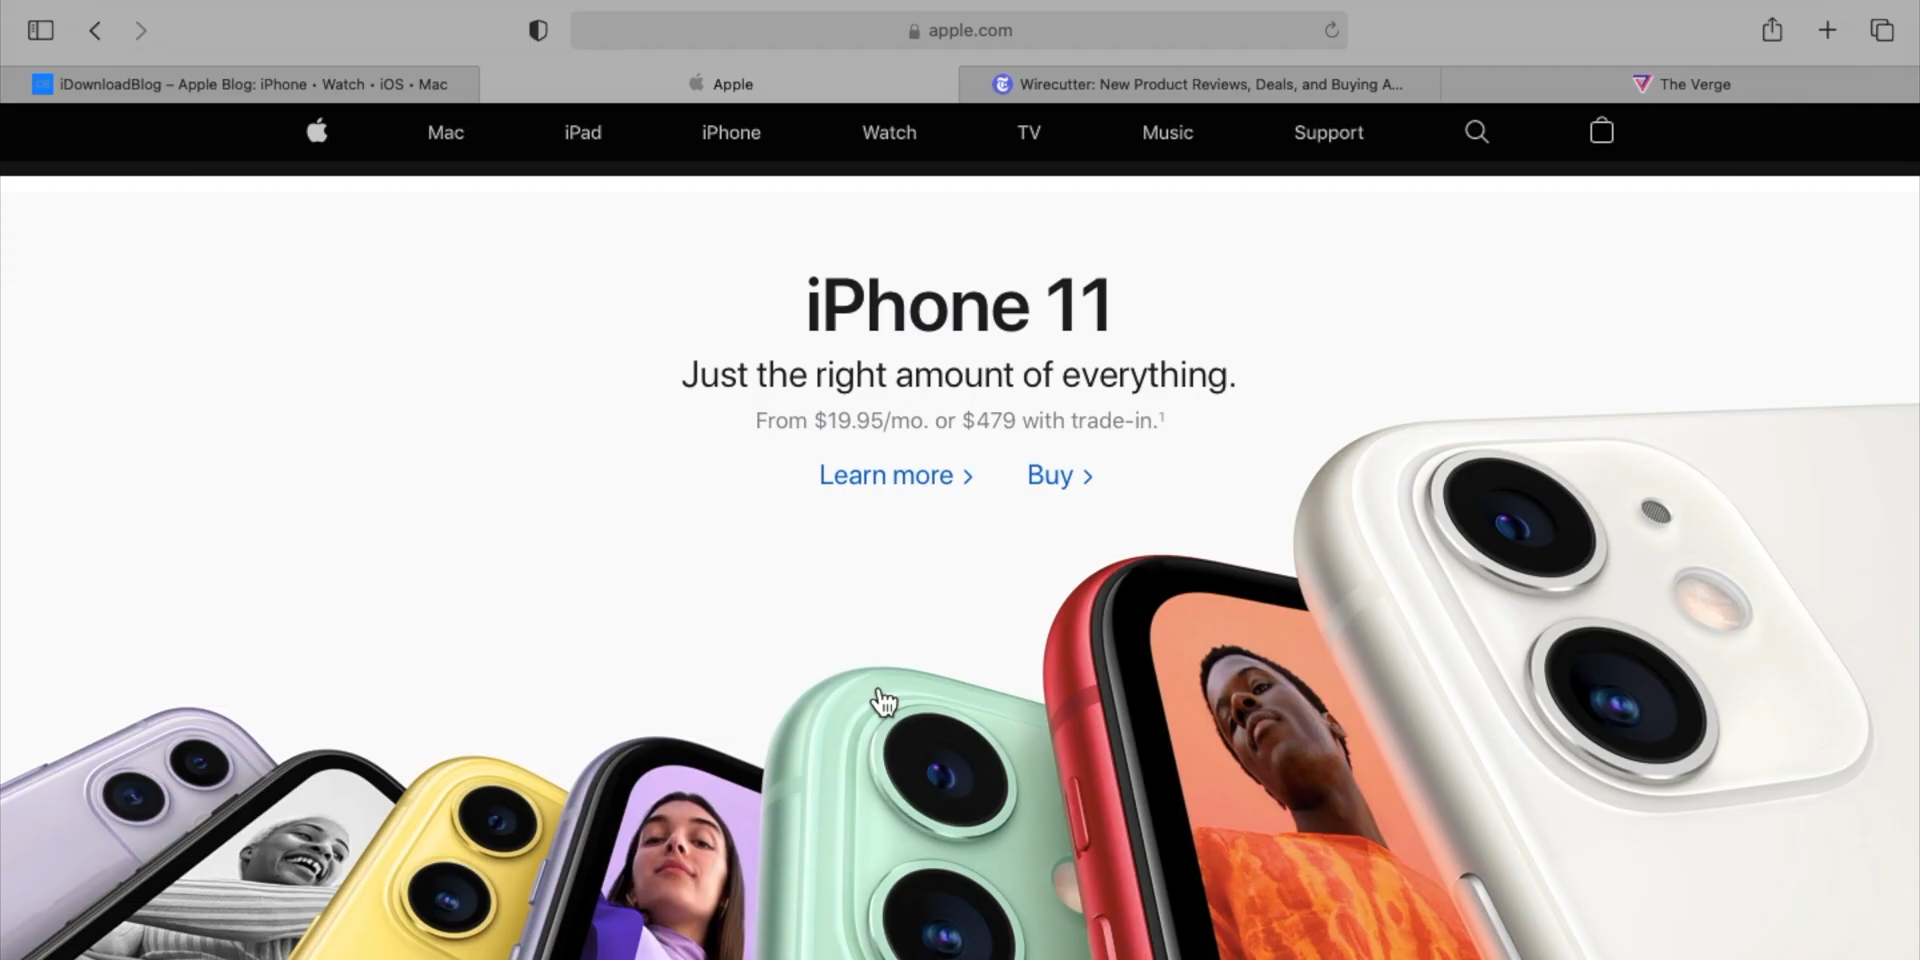 apple.com
iDownloadBlog – Apple Blog: iPhone • Watch • iOS • Mac
Apple
Wirecutter: New Product Reviews, Deals, and Buying A...
The Verge
Mac
iPad
iPhone
Watch
TV
Music
Support
iPhone 11
Just the right amount of everything.
From $19.95/mo. or $479 with trade-in.¹
Learn more >
Buy >